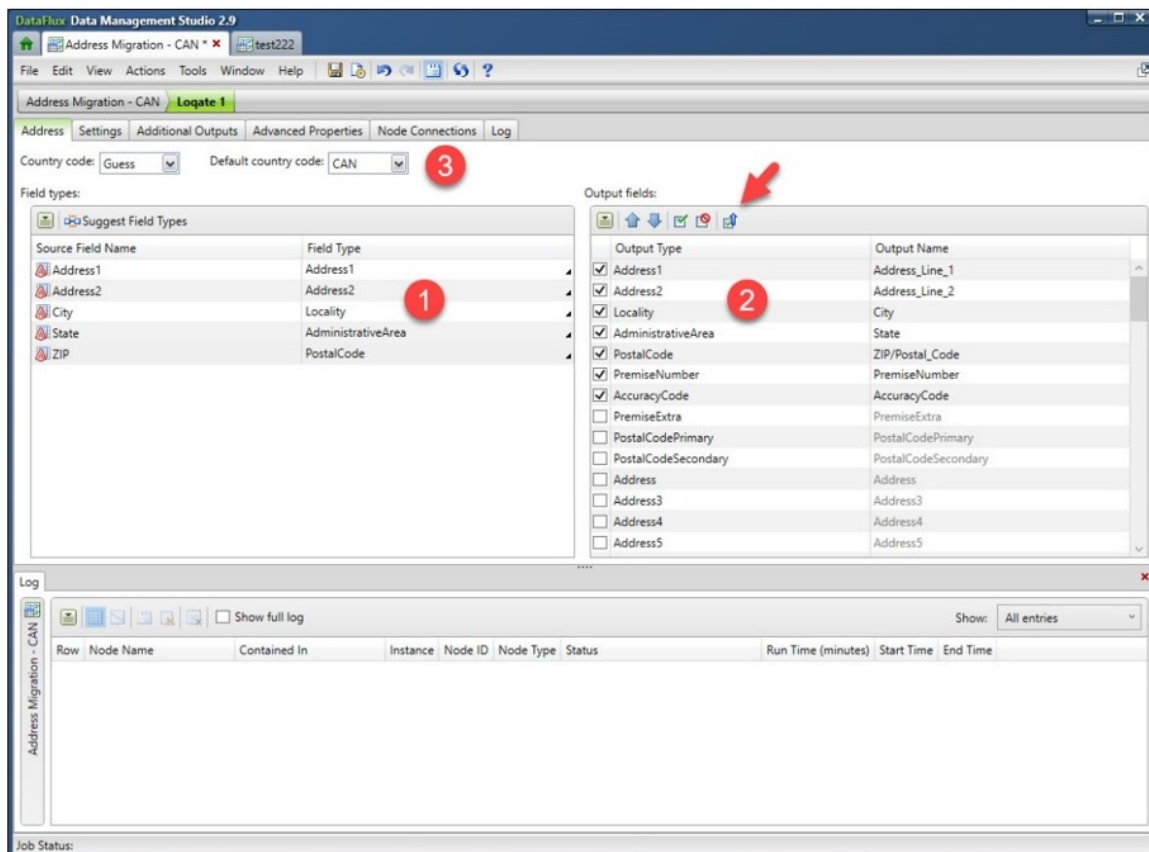 DataFlux Data Management Studio 2.9
Address Migration - CAN * test222
File Edit View Actions Tools Window Help
Address Migration - CAN Loqate 1
Address Settings Additional Outputs Advanced Properties Node Connections Log
Country code: Guess Default country code: CAN 3
Field types:
Suggest Field Types
Source Field Name Field Type
Address1 Address1
Address2 Address2
City Locality
State AdministrativeArea
ZIP PostalCode
1
Output fields:
Output Type Output Name
Address1 Address_Line_1
Address2 Address_Line_2
Locality City
AdministrativeArea State
PostalCode ZIP/Postal_Code
PremiseNumber PremiseNumber
AccuracyCode AccuracyCode
PremiseExtra PremiseExtra
PostalCodePrimary PostalCodePrimary
PostalCodeSecondary PostalCodeSecondary
Address Address
Address3 Address3
Address4 Address4
Address5 Address5
2
Log
Address Migration - CAN
Show full log Show: All entries
Row Node Name Contained In Instance Node ID Node Type Status Run Time (minutes) Start Time End Time
Job Status: